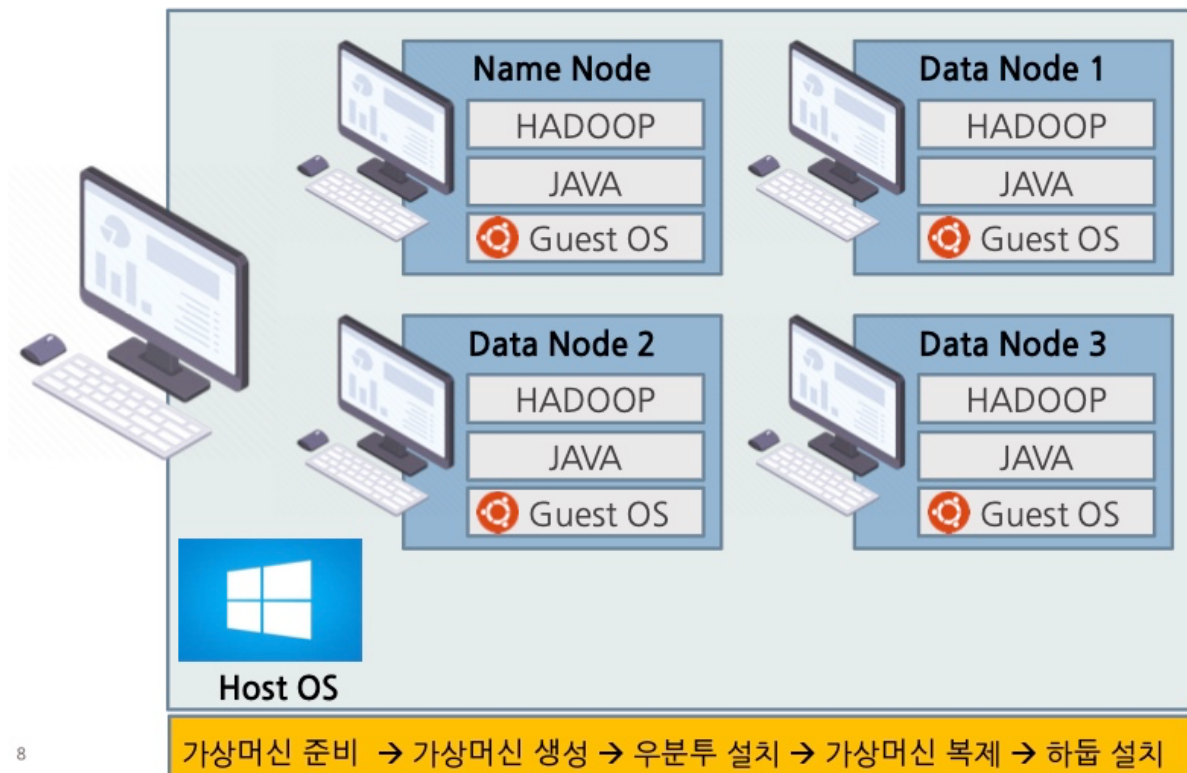 Name Node
HADOOP
JAVA
Guest OS
Data Node 1
HADOOP
JAVA
Guest OS
Data Node 2
HADOOP
JAVA
Guest OS
Data Node 3
HADOOP
JAVA
Guest OS
Host OS
가상머신 준비 → 가상머신 생성 → 우분투 설치 → 가상머신 복제 → 하둡 설치
8